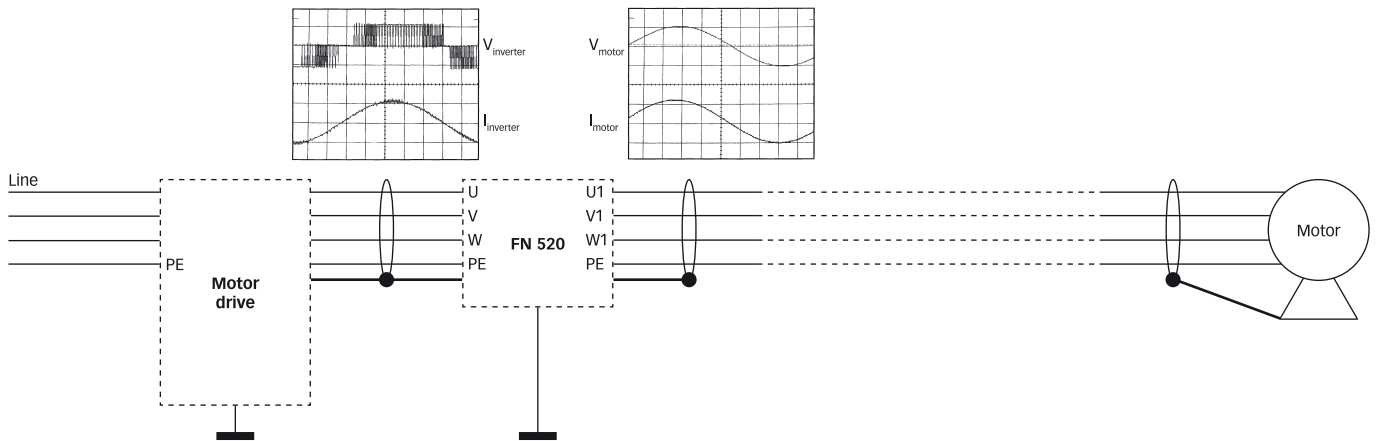 V inverter
V motor
I inverter
I motor
Line
U
U1
V
V1
W
W1
PE
PE
PE
FN 520
Motor
drive
Motor